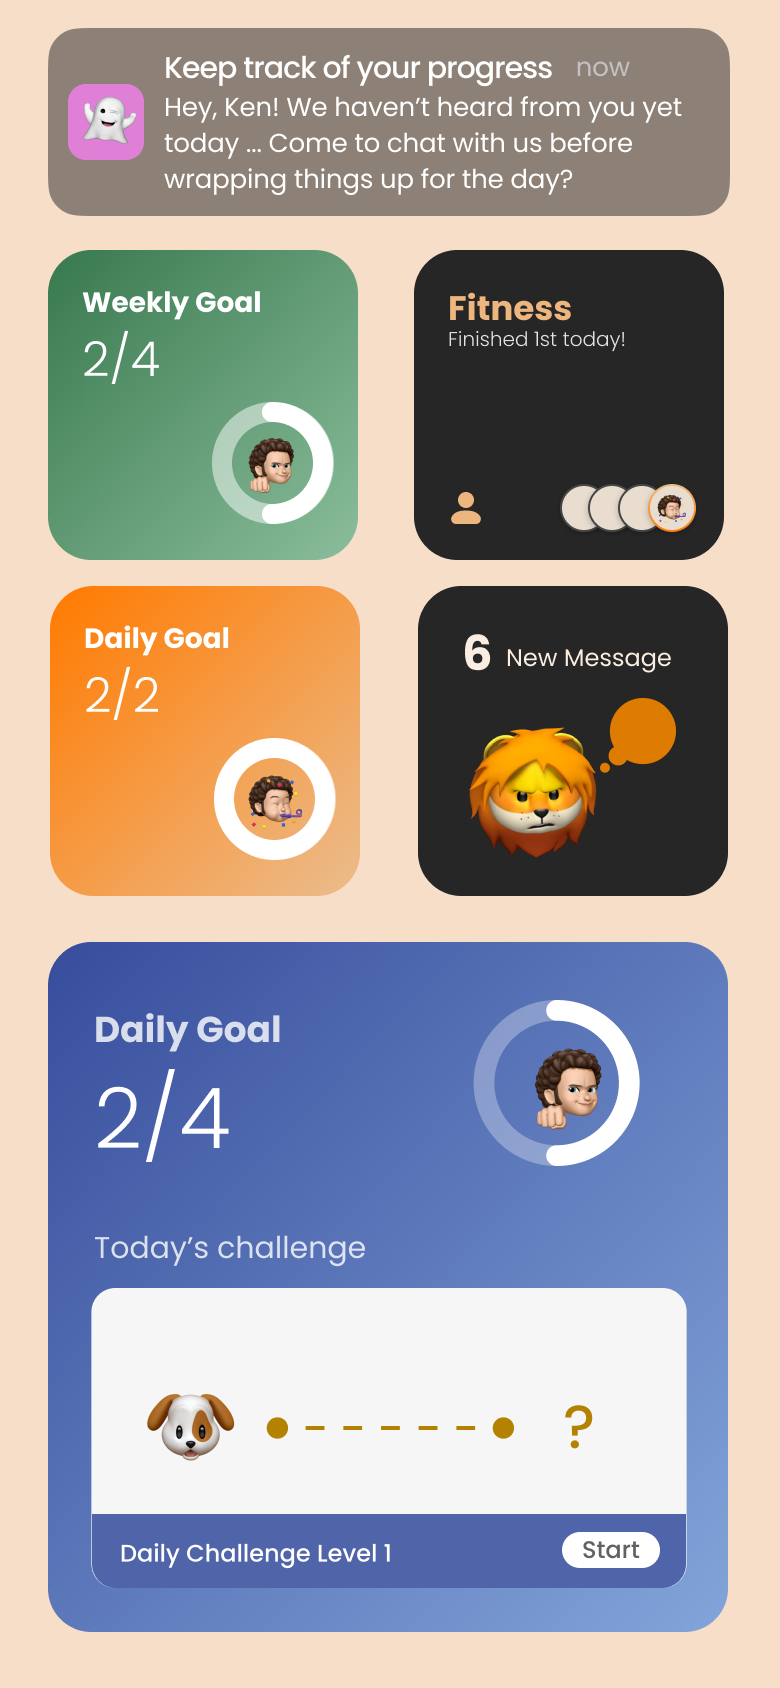 Keep track of your progress now
Hey, Ken! We haven’t heard from you yet
today ... Come to chat with us before
wrapping things up for the day?
Weekly Goal
2/4
Fitness
Finished 1st today!
Daily Goal
2/2
6 New Message
Daily Goal
2/4
Today’s challenge
?
Daily Challenge Level 1
Start